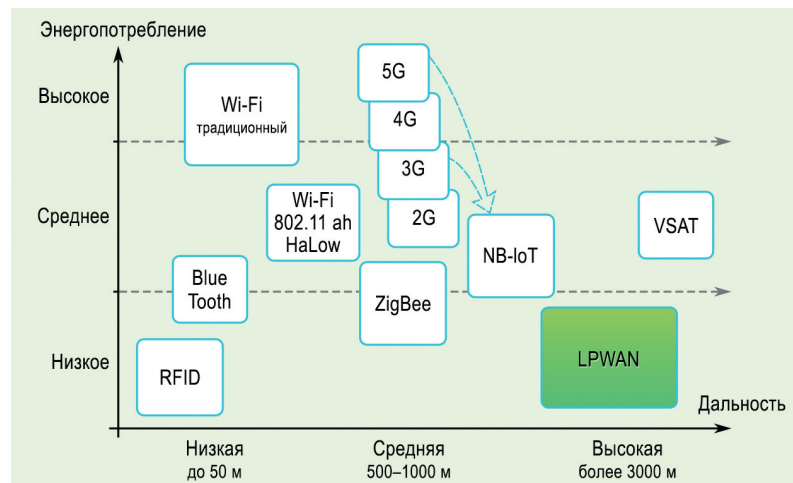 Энергопотребление
Высокое
Wi-Fi
традиционный
5G
4G
3G
Среднее
Wi-Fi
802.11 ah
HaLow
2G
NB-IoT
VSAT
Blue
Tooth
ZigBee
Низкое
RFID
LPWAN
Дальность
Низкая
до 50 м
Средняя
500–1000 м
Высокая
более 3000 м